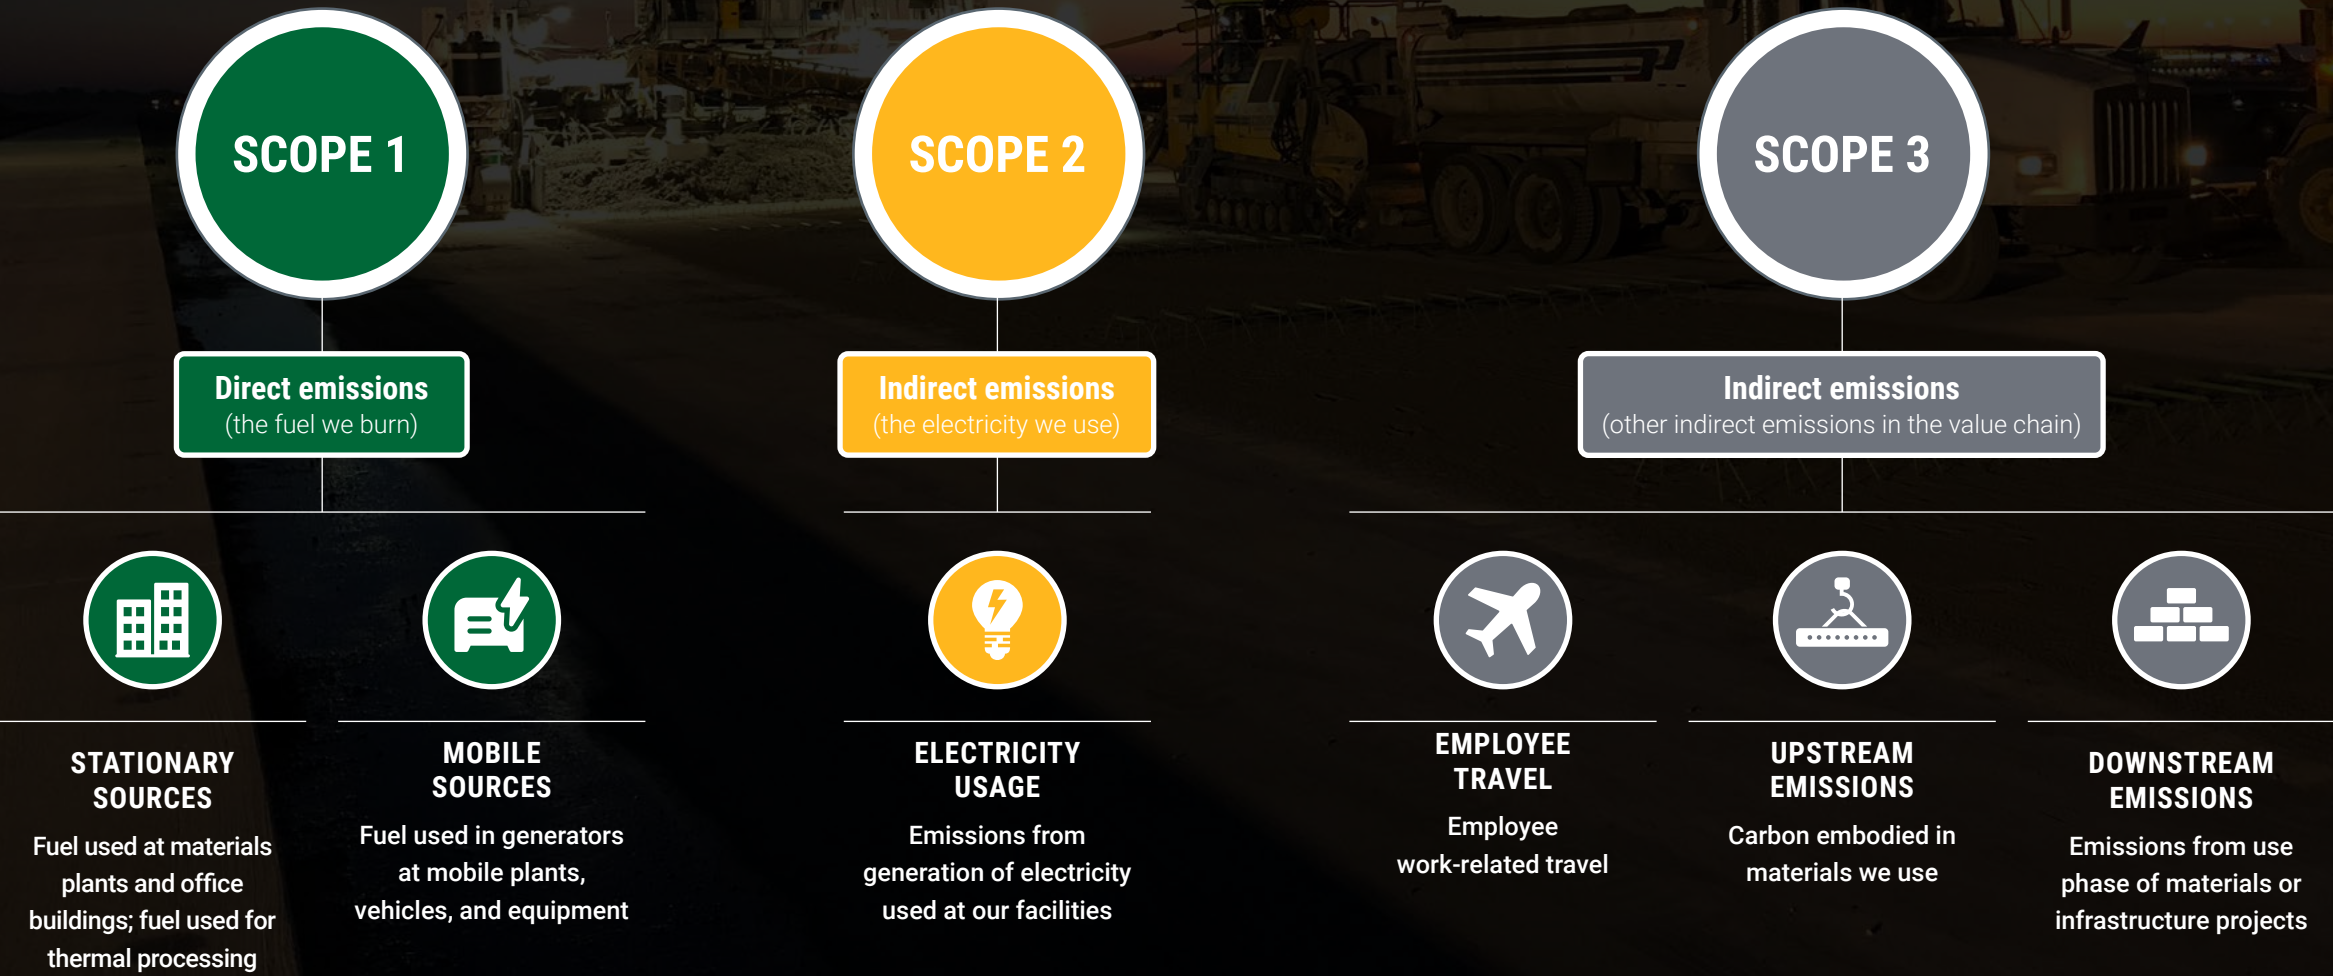 SCOPE 1
Direct emissions
(the fuel we burn)
STATIONARY
SOURCES
Fuel used at materials
plants and office
buildings; fuel used for
thermal processing
MOBILE
SOURCES
Fuel used in generators
at mobile plants,
vehicles, and equipment
SCOPE 2
Indirect emissions
(the electricity we use)
ELECTRICITY
USAGE
Emissions from
generation of electricity
used at our facilities
SCOPE 3
Indirect emissions
(other indirect emissions in the value chain)
EMPLOYEE
TRAVEL
Employee
work-related travel
UPSTREAM
EMISSIONS
Carbon embodied in
materials we use
DOWNSTREAM
EMISSIONS
Emissions from use
phase of materials or
infrastructure projects